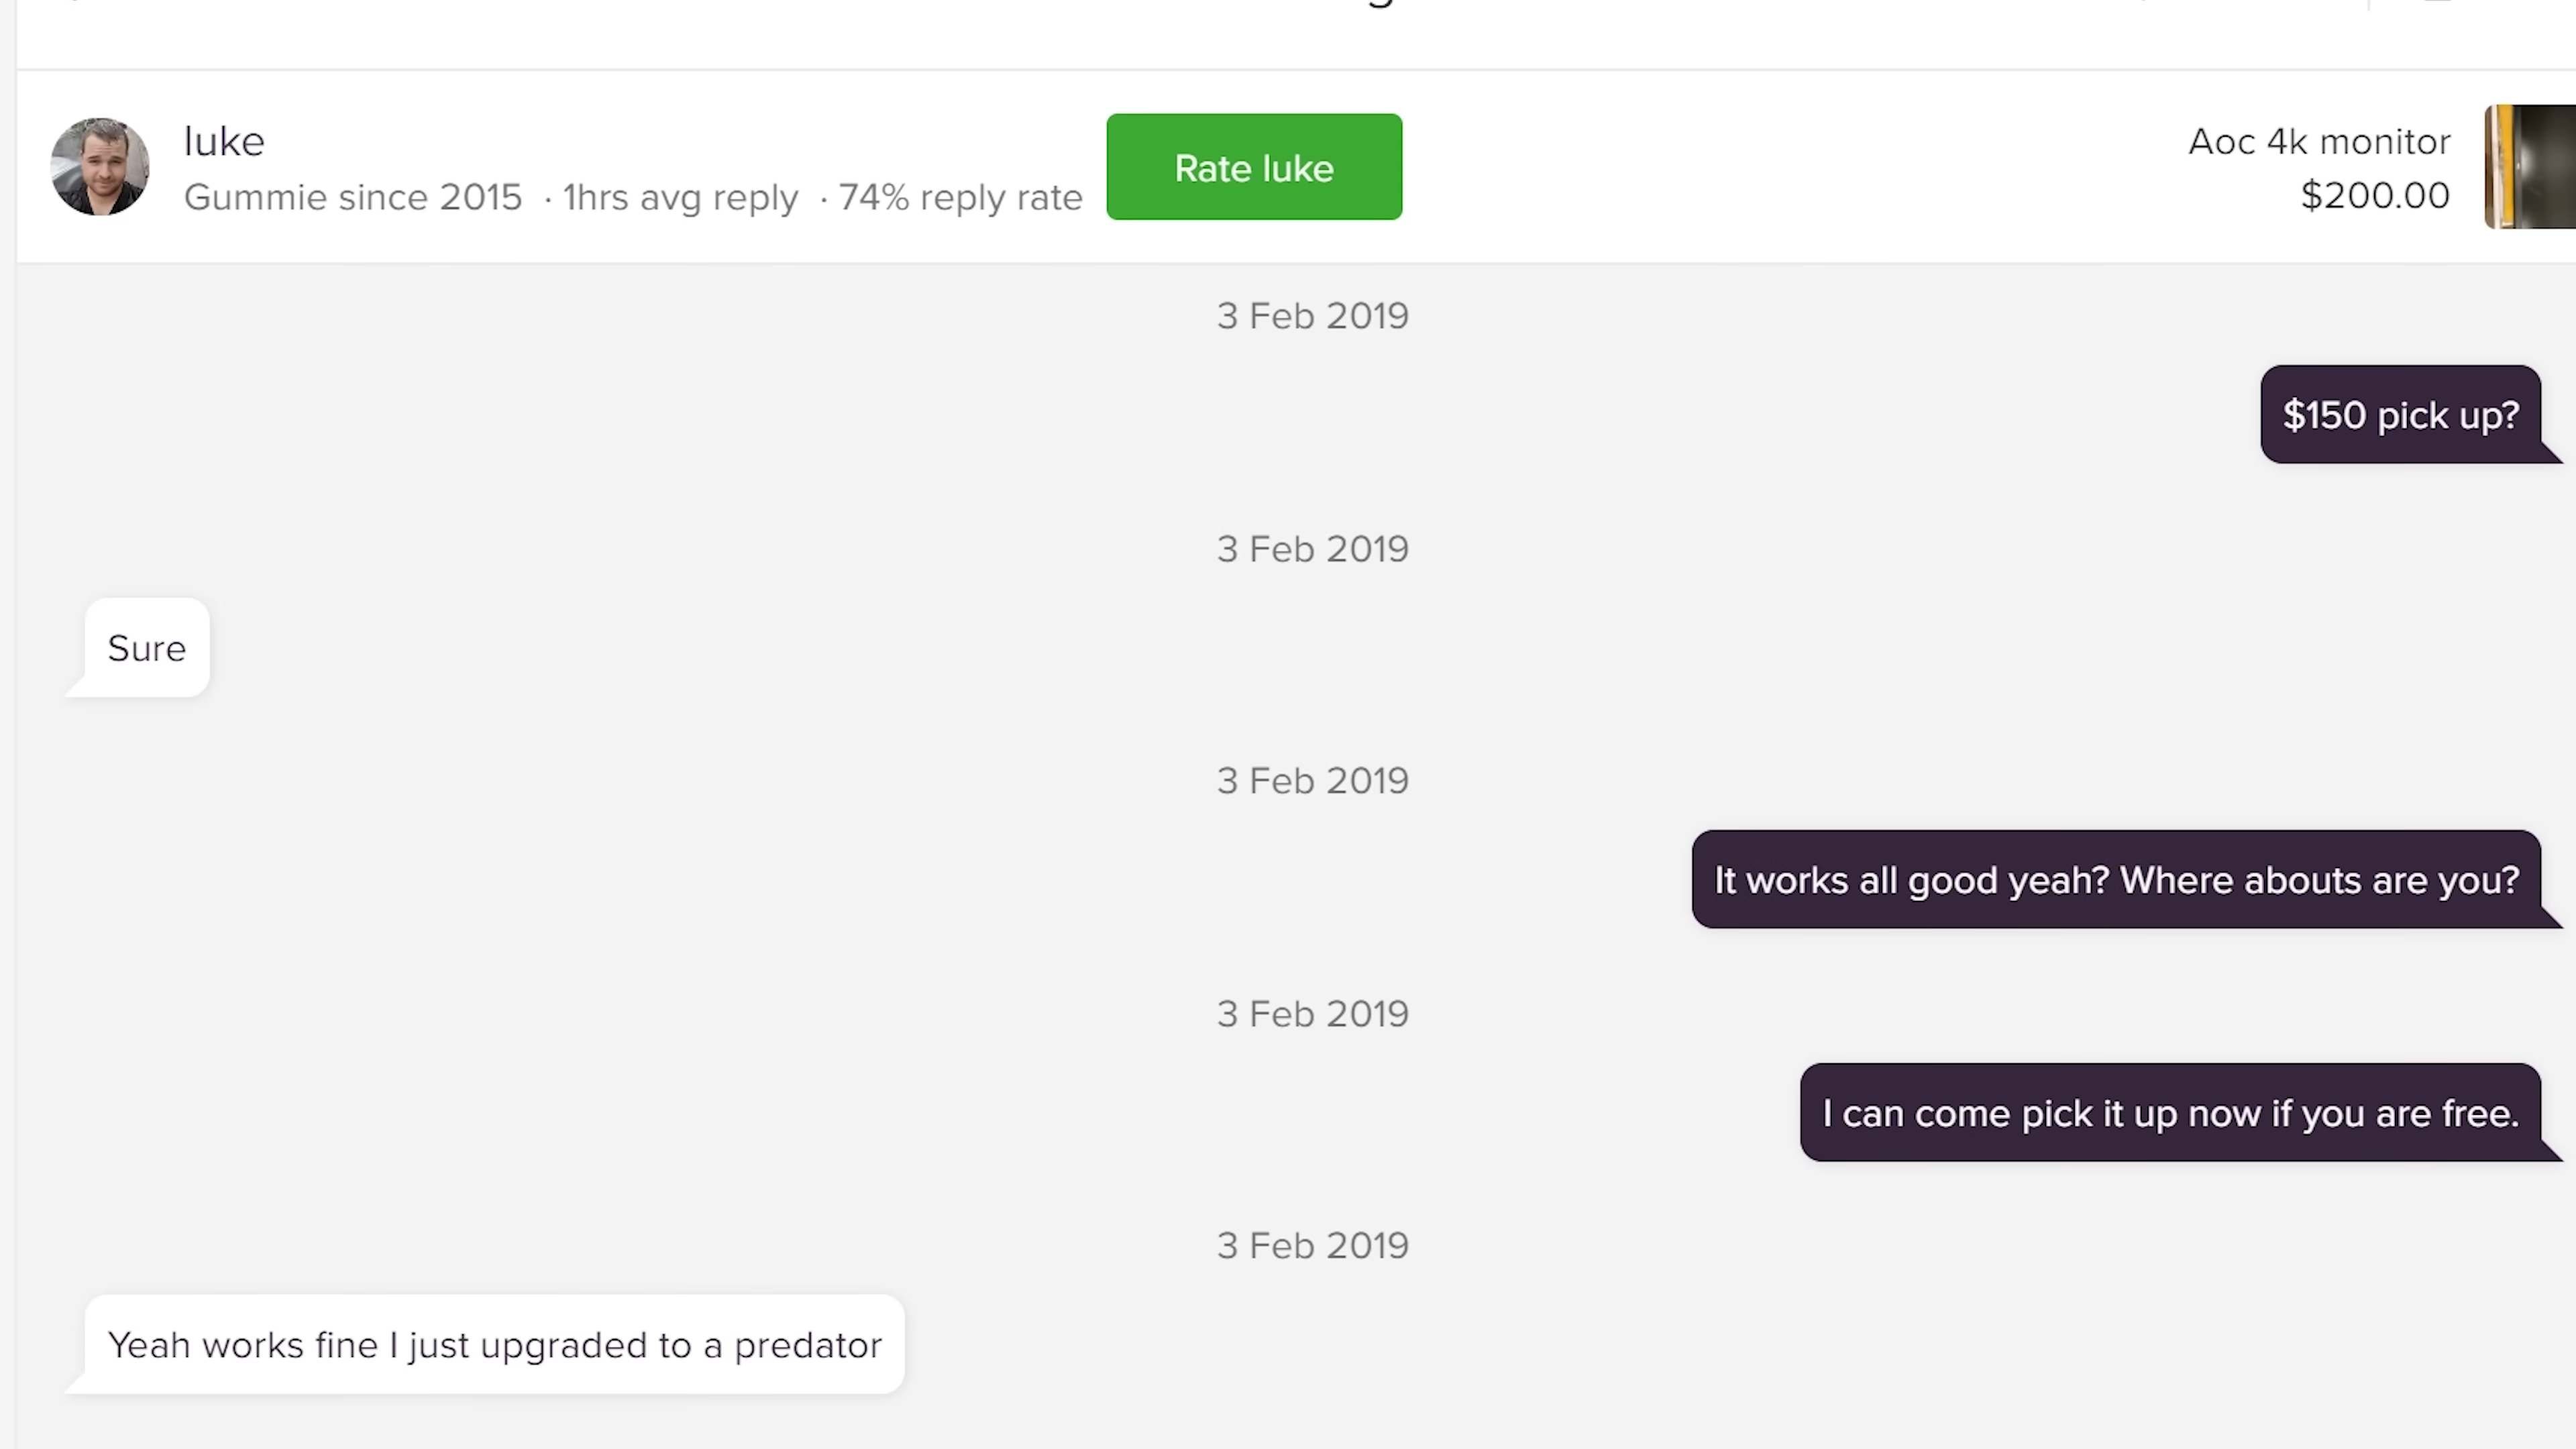 luke
Gummie since 2015 · 1hrs avg reply · 74% reply rate
Rate luke
Aoc 4k monitor
$200.00
3 Feb 2019
$150 pick up?
3 Feb 2019
Sure
3 Feb 2019
It works all good yeah? Where abouts are you?
3 Feb 2019
I can come pick it up now if you are free.
3 Feb 2019
Yeah works fine I just upgraded to a predator